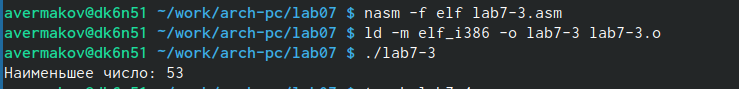 avermakov@dk6n51 ~/work/arch-pc/lab07 $ nasm -f elf lab7-3.asm
avermakov@dk6n51 ~/work/arch-pc/lab07 $ ld -m elf_i386 -o lab7-3 lab7-3.o
avermakov@dk6n51 ~/work/arch-pc/lab07 $ ./lab7-3
Наименьшее число: 53